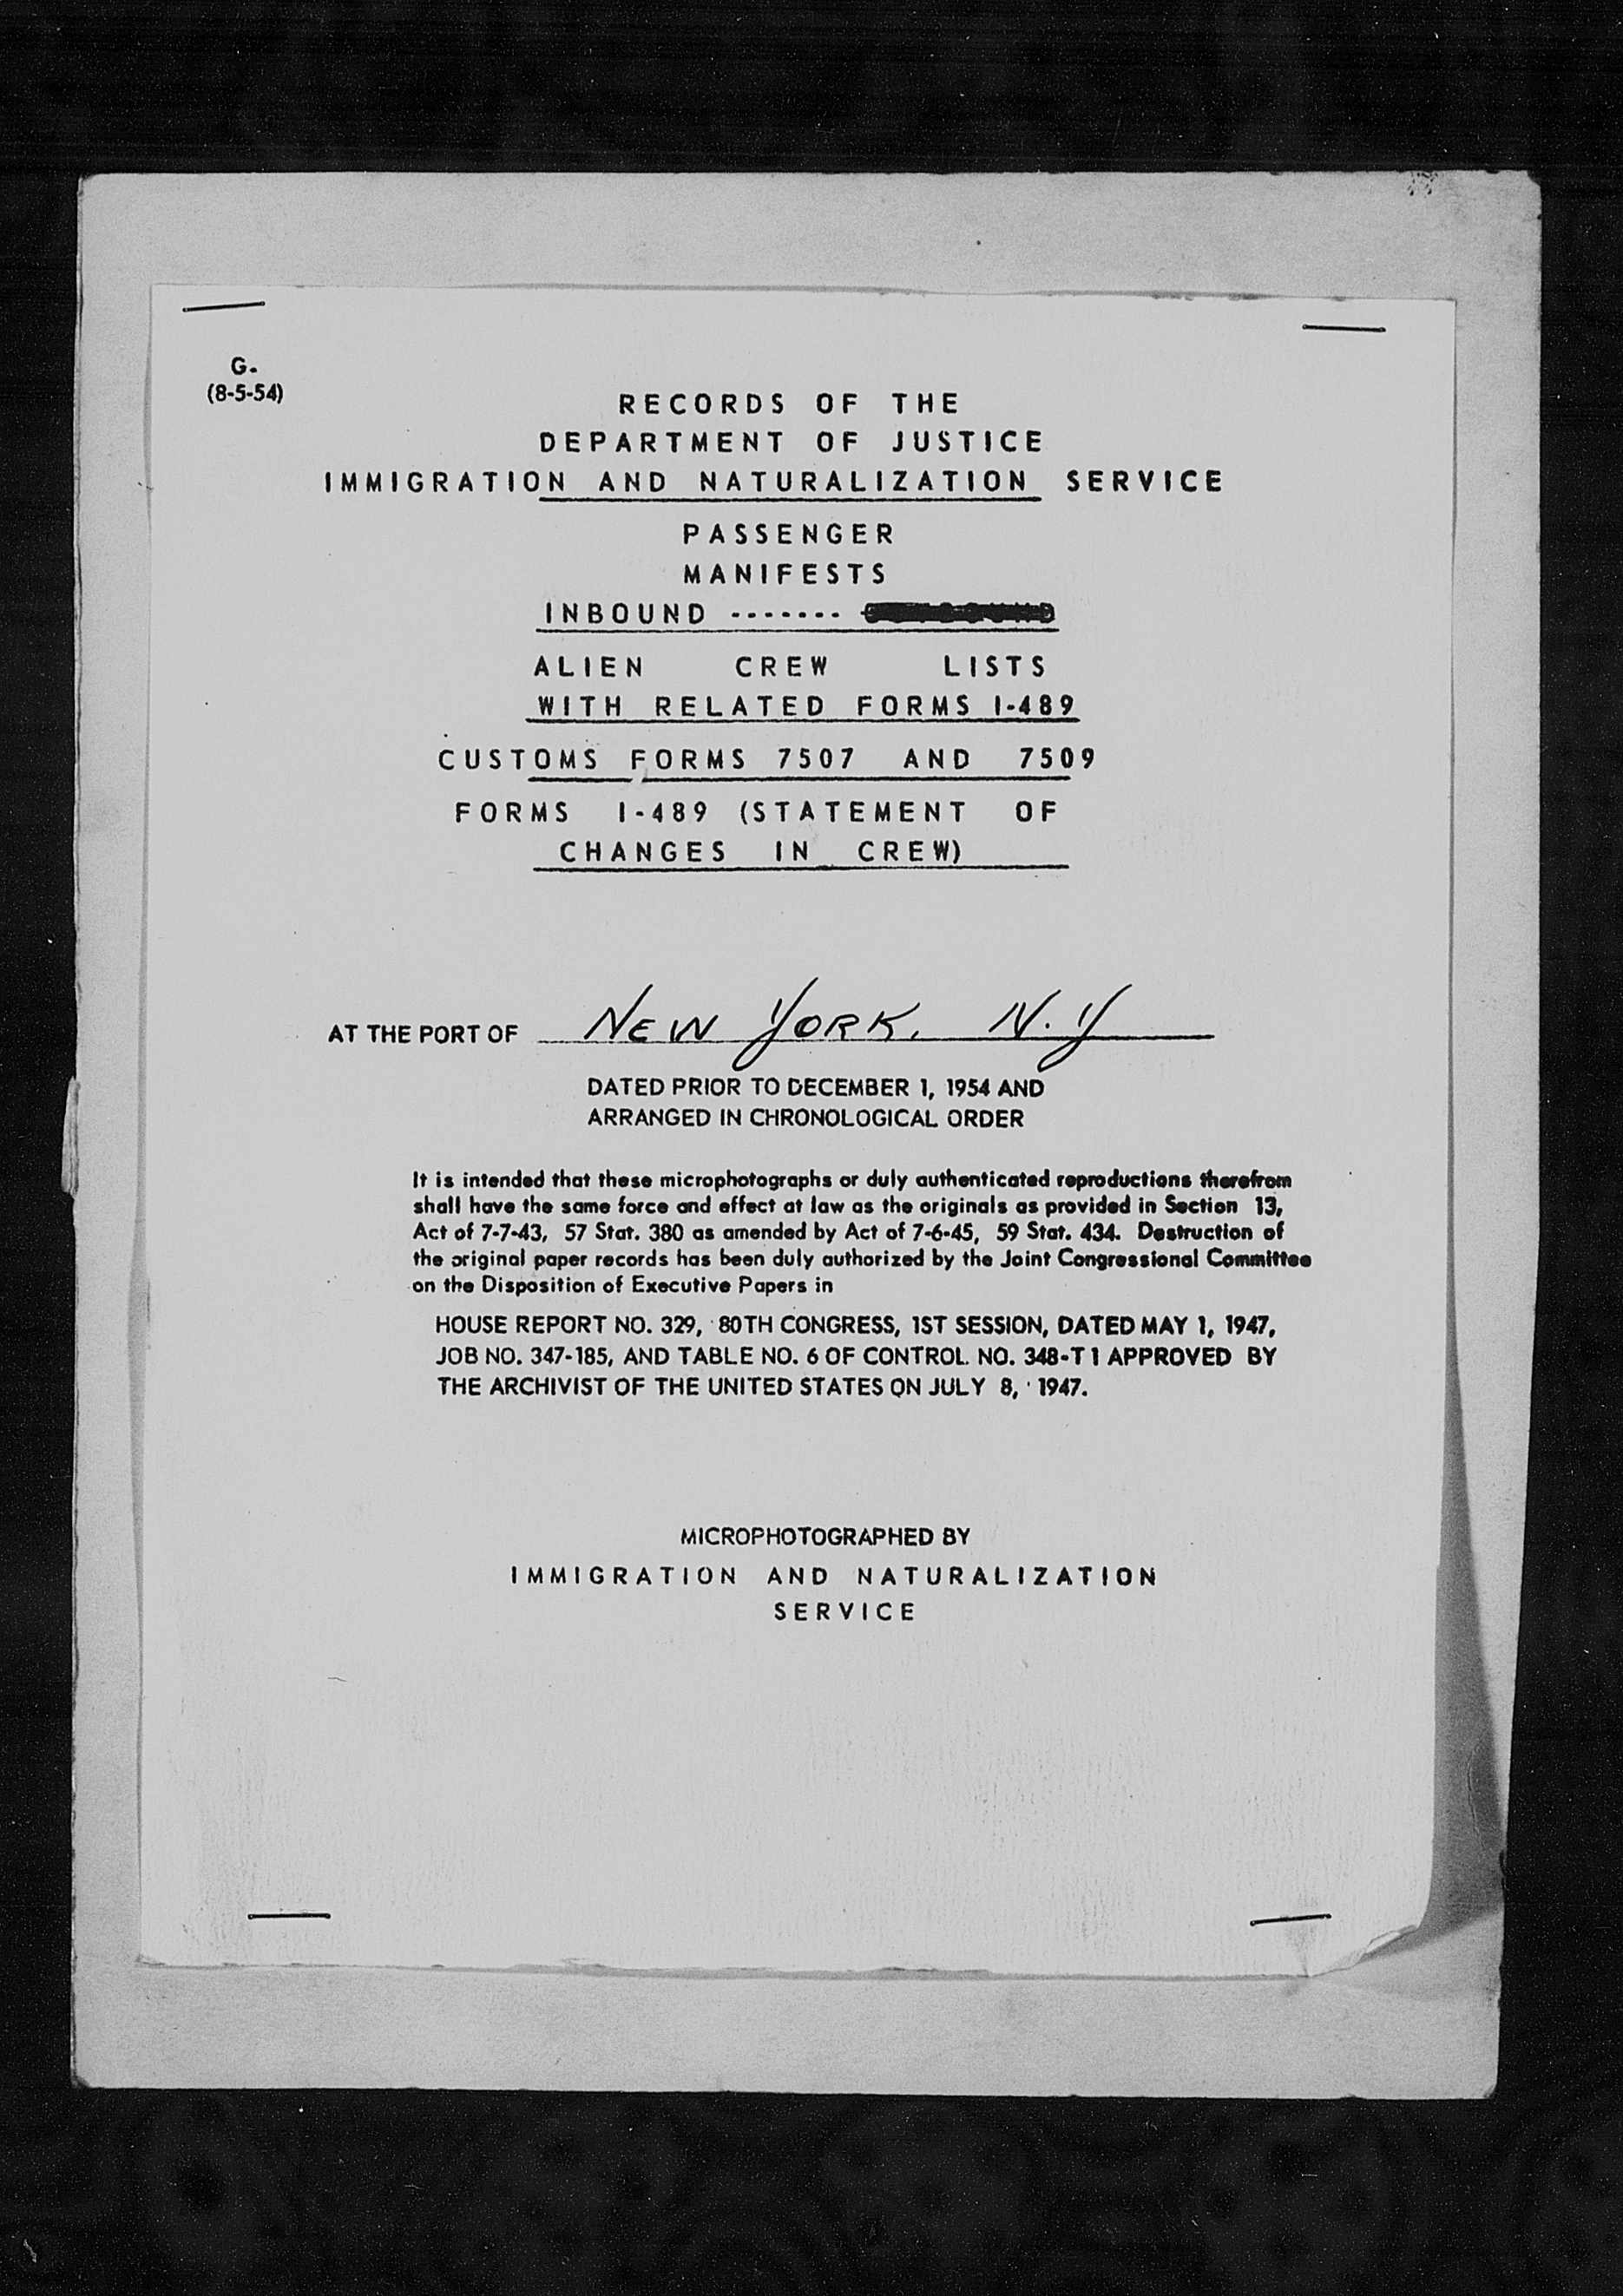 G.
(8-5-54)
RECORDS OF THE
DEPARTMENT OF JUSTICE
IMMIGRATION AND NATURALIZATION SERVICE
PASSENGER
MANIFESTS
INBOUND -------
ALIEN CREW LISTS
WITH RELATED FORMS I-489
CUSTOMS FORMS 7507 AND 7509
FORMS I-489 (STATEMENT OF
CHANGES IN CREW)
AT THE PORT OF NEW YORK, N.Y
DATED PRIOR TO DECEMBER 1, 1954 AND
ARRANGED IN CHRONOLOGICAL ORDER
It is intended that these microphotographs or duly authenticated reproductions therefrom
shall have the same force and effect at law as the originals as provided in Section 13,
Act of 7-7-43, 57 Stat. 380 as amended by Act of 7-6-45, 59 Stat. 434. Destruction of
the original paper records has been duly authorized by the Joint Congressional Committee
on the Disposition of Executive Papers in
HOUSE REPORT NO. 329, 80TH CONGRESS, 1ST SESSION, DATED MAY 1, 1947,
JOB NO. 347-185, AND TABLE NO. 6 OF CONTROL NO. 348-T1 APPROVED BY
THE ARCHIVIST OF THE UNITED STATES ON JULY 8, 1947.
MICROPHOTOGRAPHED BY
IMMIGRATION AND NATURALIZATION
SERVICE